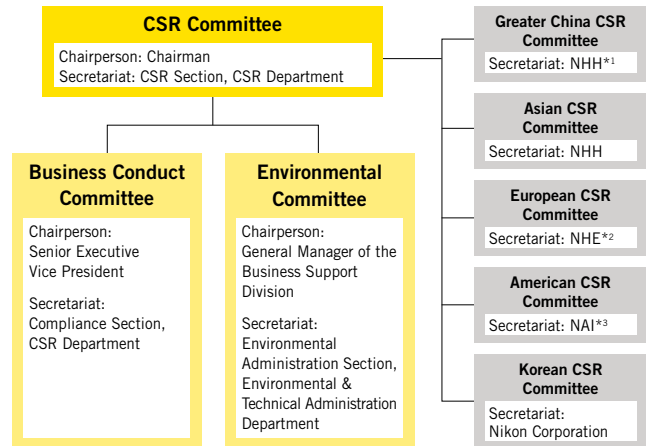 CSR Committee
Chairperson: Chairman
Secretariat: CSR Section, CSR Department
Business Conduct
Committee
Chairperson:
Senior Executive
Vice President
Secretariat:
Compliance Section,
CSR Department
Environmental
Committee
Chairperson:
General Manager of the
Business Support
Division
Secretariat:
Environmental
Administration Section,
Environmental &
Technical Administration
Department
Greater China CSR
Committee
Secretariat: NHH*1
Asian CSR
Committee
Secretariat: NHH
European CSR
Committee
Secretariat: NHE*2
American CSR
Committee
Secretariat: NAI*3
Korean CSR
Committee
Secretariat:
Nikon Corporation